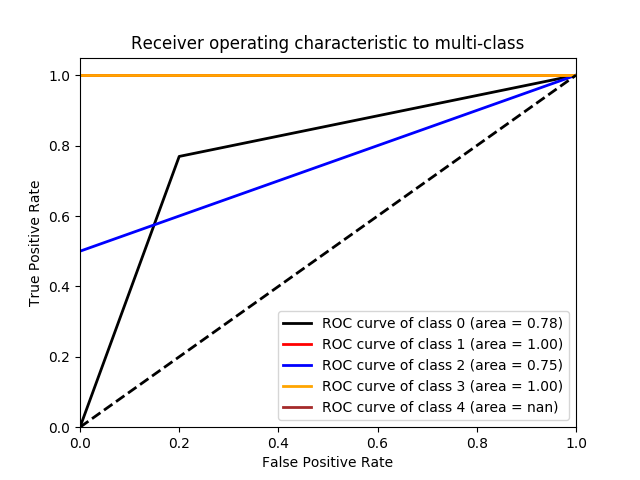 Receiver operating characteristic to multi-class
1.0
0.8
0.6
0.4
0.2
0.0
True Positive Rate
ROC curve of class 0 (area = 0.78)
ROC curve of class 1 (area = 1.00)
ROC curve of class 2 (area = 0.75)
ROC curve of class 3 (area = 1.00)
ROC curve of class 4 (area = nan)
0.0 0.2 0.4 0.6 0.8 1.0
False Positive Rate